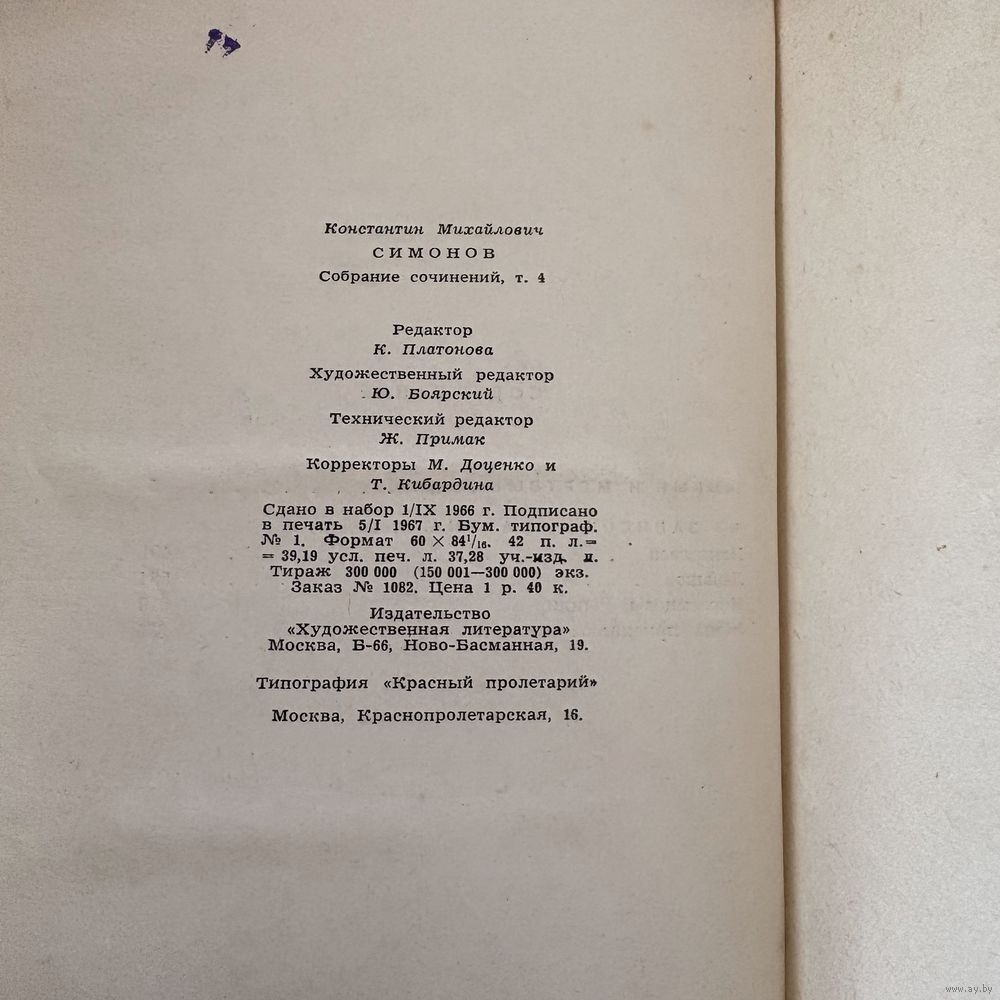 Константин Михайлович
СИМОНОВ
Собрание сочинений, т. 4
Редактор
К. Платонова
Художественный редактор
Ю. Боярский
Технический редактор
Ж. Примак
Корректоры М. Доценко и
Т. Кибардина
Сдано в набор 1/IX 1966 г. Подписано
в печать 5/I 1967 г. Бум. типограф.
№ 1. Формат 60 × 84¹/₁₆. 42 п. л.=
= 39,19 усл. печ. л. 37,28 уч.-изд. л.
Тираж 300 000 (150 001—300 000) экз.
Заказ № 1082. Цена 1 р. 40 к.
Издательство
«Художественная литература»
Москва, Б-66, Ново-Басманная, 19.
Типография «Красный пролетарий»
Москва, Краснопролетарская, 16.
www.ay.by